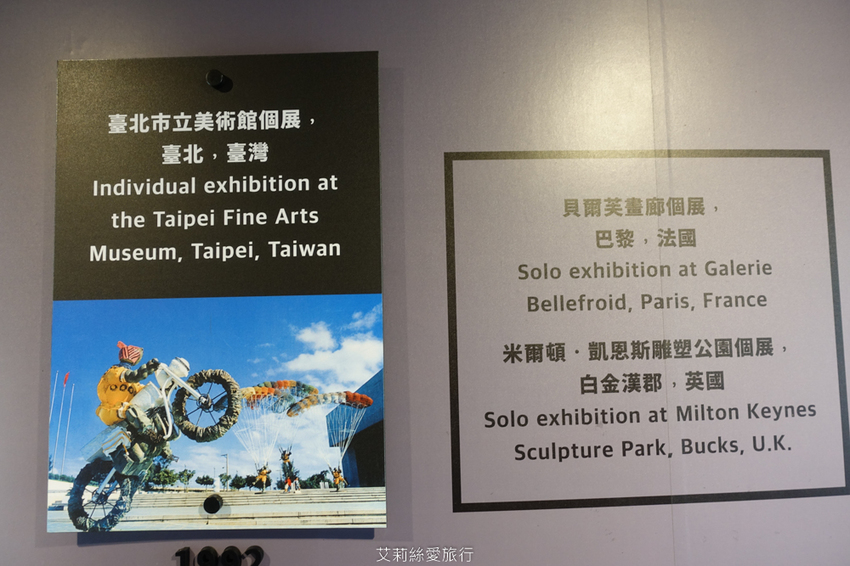 臺北市立美術館個展，
臺北，臺灣
Individual exhibition at
the Taipei Fine Arts
Museum, Taipei, Taiwan
貝爾芙畫廊個展，
巴黎，法國
Solo exhibition at Galerie
Bellefroid, Paris, France
米爾頓・凱恩斯雕塑公園個展，
白金漢郡，英國
Solo exhibition at Milton Keynes
Sculpture Park, Bucks, U.K.
艾莉絲愛旅行